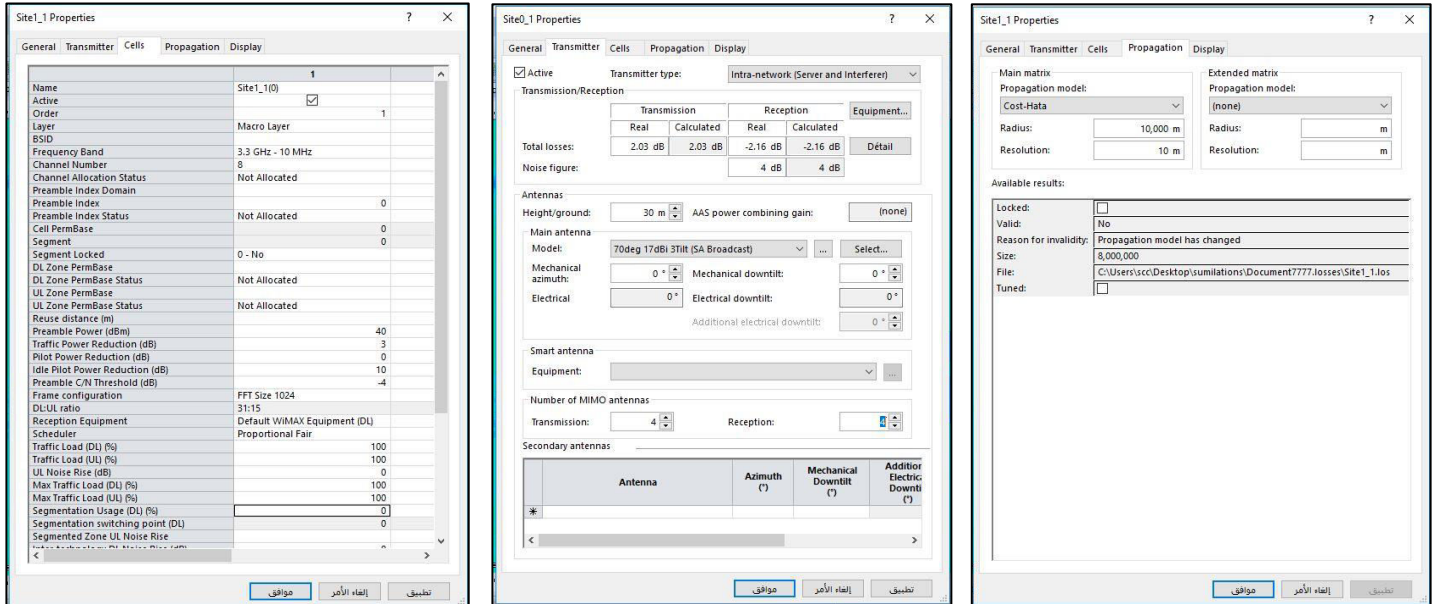 Site1_1 Properties ? ×
General Transmitter Cells Propagation Display
1
Name Site1_1(0)
Active
Order 1
Layer Macro Layer
BSID
Frequency Band 3.3 GHz - 10 MHz
Channel Number 8
Channel Allocation Status Not Allocated
Preamble Index Domain
Preamble Index 0
Preamble Index Status Not Allocated
Cell PermBase 0
Segment 0
Segment Locked 0 - No
DL Zone PermBase
DL Zone PermBase Status Not Allocated
UL Zone PermBase
UL Zone PermBase Status Not Allocated
Reuse distance (m)
Preamble Power (dBm) 40
Traffic Power Reduction (dB) 3
Pilot Power Reduction (dB) 0
Idle Pilot Power Reduction (dB) 10
Preamble C/N Threshold (dB) -4
Frame configuration FFT Size 1024
DL:UL ratio 31:15
Reception Equipment Default WiMAX Equipment (DL)
Scheduler Proportional Fair
Traffic Load (DL) (%) 100
Traffic Load (UL) (%) 100
UL Noise Rise (dB) 0
Max Traffic Load (DL) (%) 100
Max Traffic Load (UL) (%) 100
Segmentation Usage (DL) (%) 0
Segmentation switching point (DL) 0
Segmented Zone UL Noise Rise
موافق إلغاء الأمر تطبيق
Site0_1 Properties ? ×
General Transmitter Cells Propagation Display
Active Transmitter type: Intra-network (Server and Interferer)
Transmission/Reception
Transmission Reception Equipment...
Real Calculated Real Calculated
Total losses: 2.03 dB 2.03 dB -2.16 dB -2.16 dB Détail
Noise figure: 4 dB 4 dB
Antennas
Height/ground: 30 m AAS power combining gain: (none)
Main antenna
Model: 70deg 17dBi 3Tilt (SA Broadcast) ... Select...
Mechanical azimuth: 0 ° Mechanical downtilt: 0 °
Electrical 0 ° Electrical downtilt: 0 °
Additional electrical downtilt: 0 °
Smart antenna
Equipment: ...
Number of MIMO antennas
Transmission: 4 Reception: 4
Secondary antennas
Antenna Azimuth (°) Mechanical Downtilt (°)
موافق إلغاء الأمر تطبيق
Site1_1 Properties ? ×
General Transmitter Cells Propagation Display
Main matrix Extended matrix
Propagation model: Propagation model:
Cost-Hata (none)
Radius: 10,000 m Radius: m
Resolution: 10 m Resolution: m
Available results:
Locked:
Valid: No
Reason for invalidity: Propagation model has changed
Size: 8,000,000
File: C:\Users\scc\Desktop\sumilations\Document7777.losses\Site1_1.los
Tuned:
موافق إلغاء الأمر تطبيق